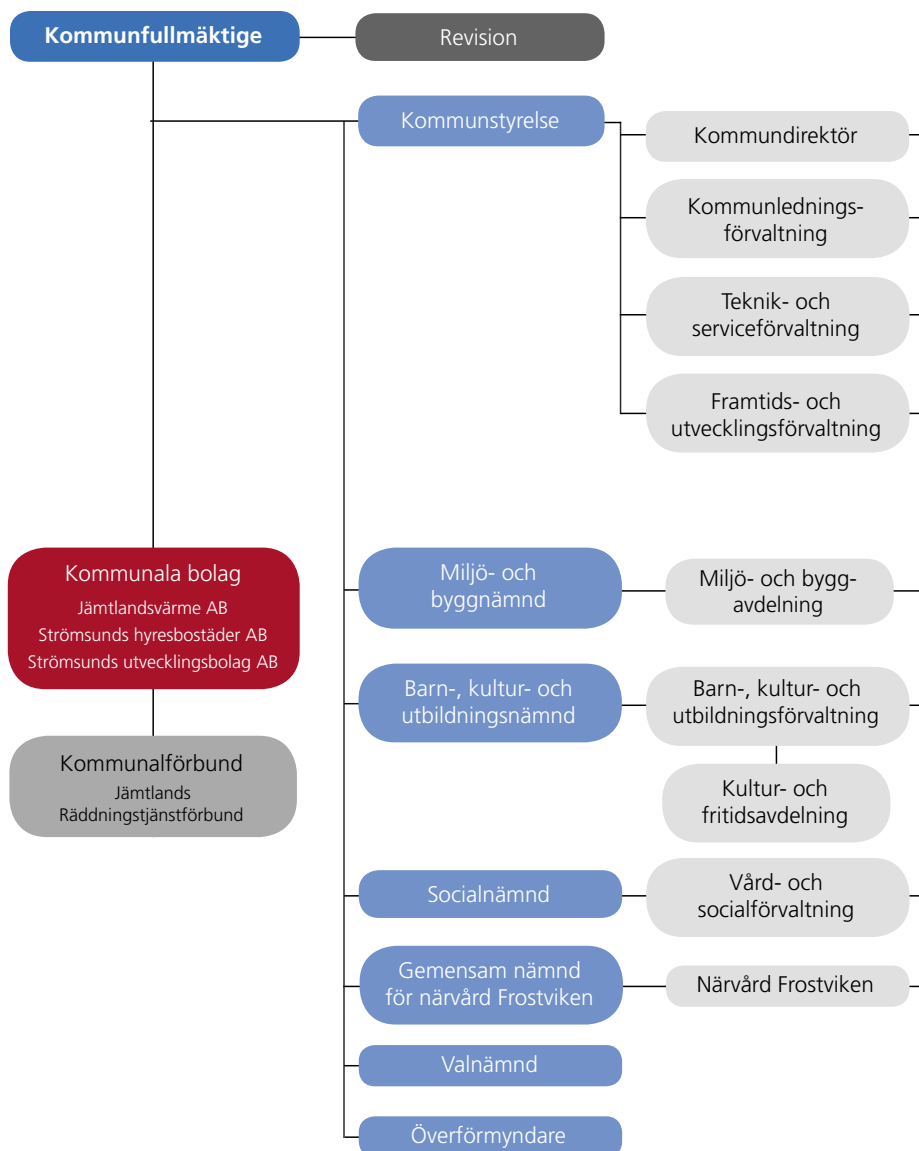 Kommunfullmäktige
Revision
Kommunstyrelse
Kommundirektör
Kommunlednings-
förvaltning
Teknik- och
serviceförvaltning
Framtids- och
utvecklingsförvaltning
Kommunala bolag
Jämtlandsvärme AB
Strömsunds hyresbostäder AB
Strömsunds utvecklingsbolag AB
Kommunalförbund
Jämtlands
Räddningstjänstförbund
Miljö- och
byggnämnd
Miljö- och bygg-
avdelning
Barn-, kultur- och
utbildningsnämnd
Barn-, kultur- och
utbildningsförvaltning
Kultur- och
fritidsavdelning
Socialnämnd
Vård- och
socialförvaltning
Gemensam nämnd
för närvård Frostviken
Närvård Frostviken
Valnämnd
Överförmyndare